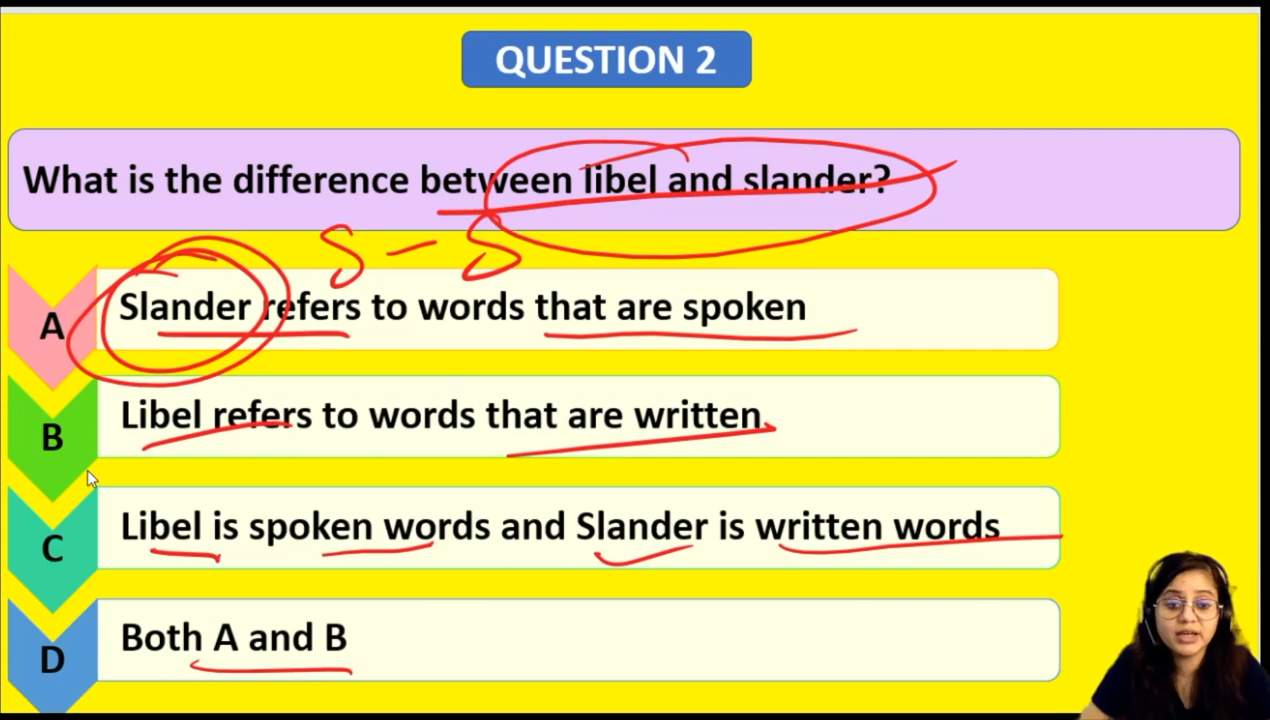 QUESTION 2
What is the difference between libel and slander?
S - S
A
Slander refers to words that are spoken
B
Libel refers to words that are written.
C
Libel is spoken words and Slander is written words
D
Both A and B